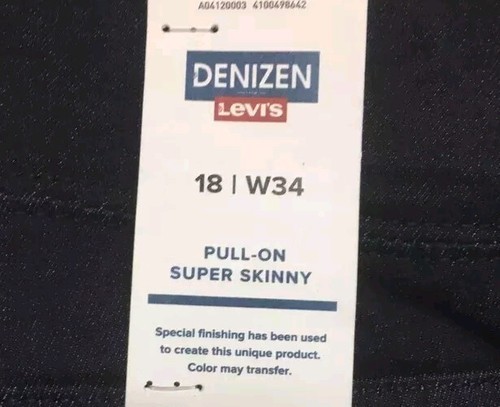 A04120003 4100498642
DENIZEN
Levi's
18 | W34
PULL-ON
SUPER SKINNY
Special finishing has been used
to create this unique product.
Color may transfer.